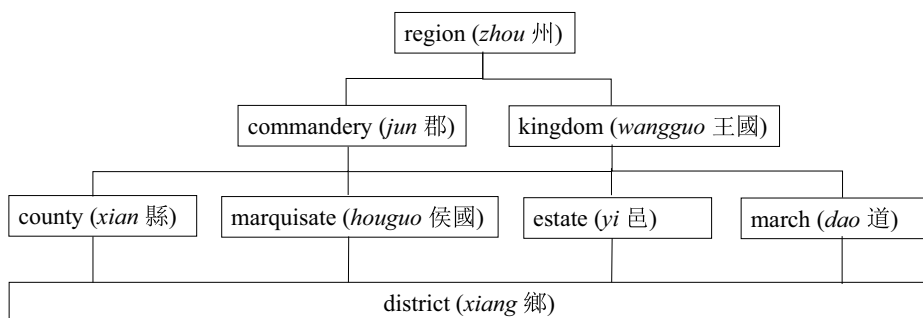 region (zhou 州)
commandery (jun 郡)
kingdom (wangguo 王國)
county (xian 縣)
marquisate (houguo 侯國)
estate (yi 邑)
march (dao 道)
district (xiang 鄉)